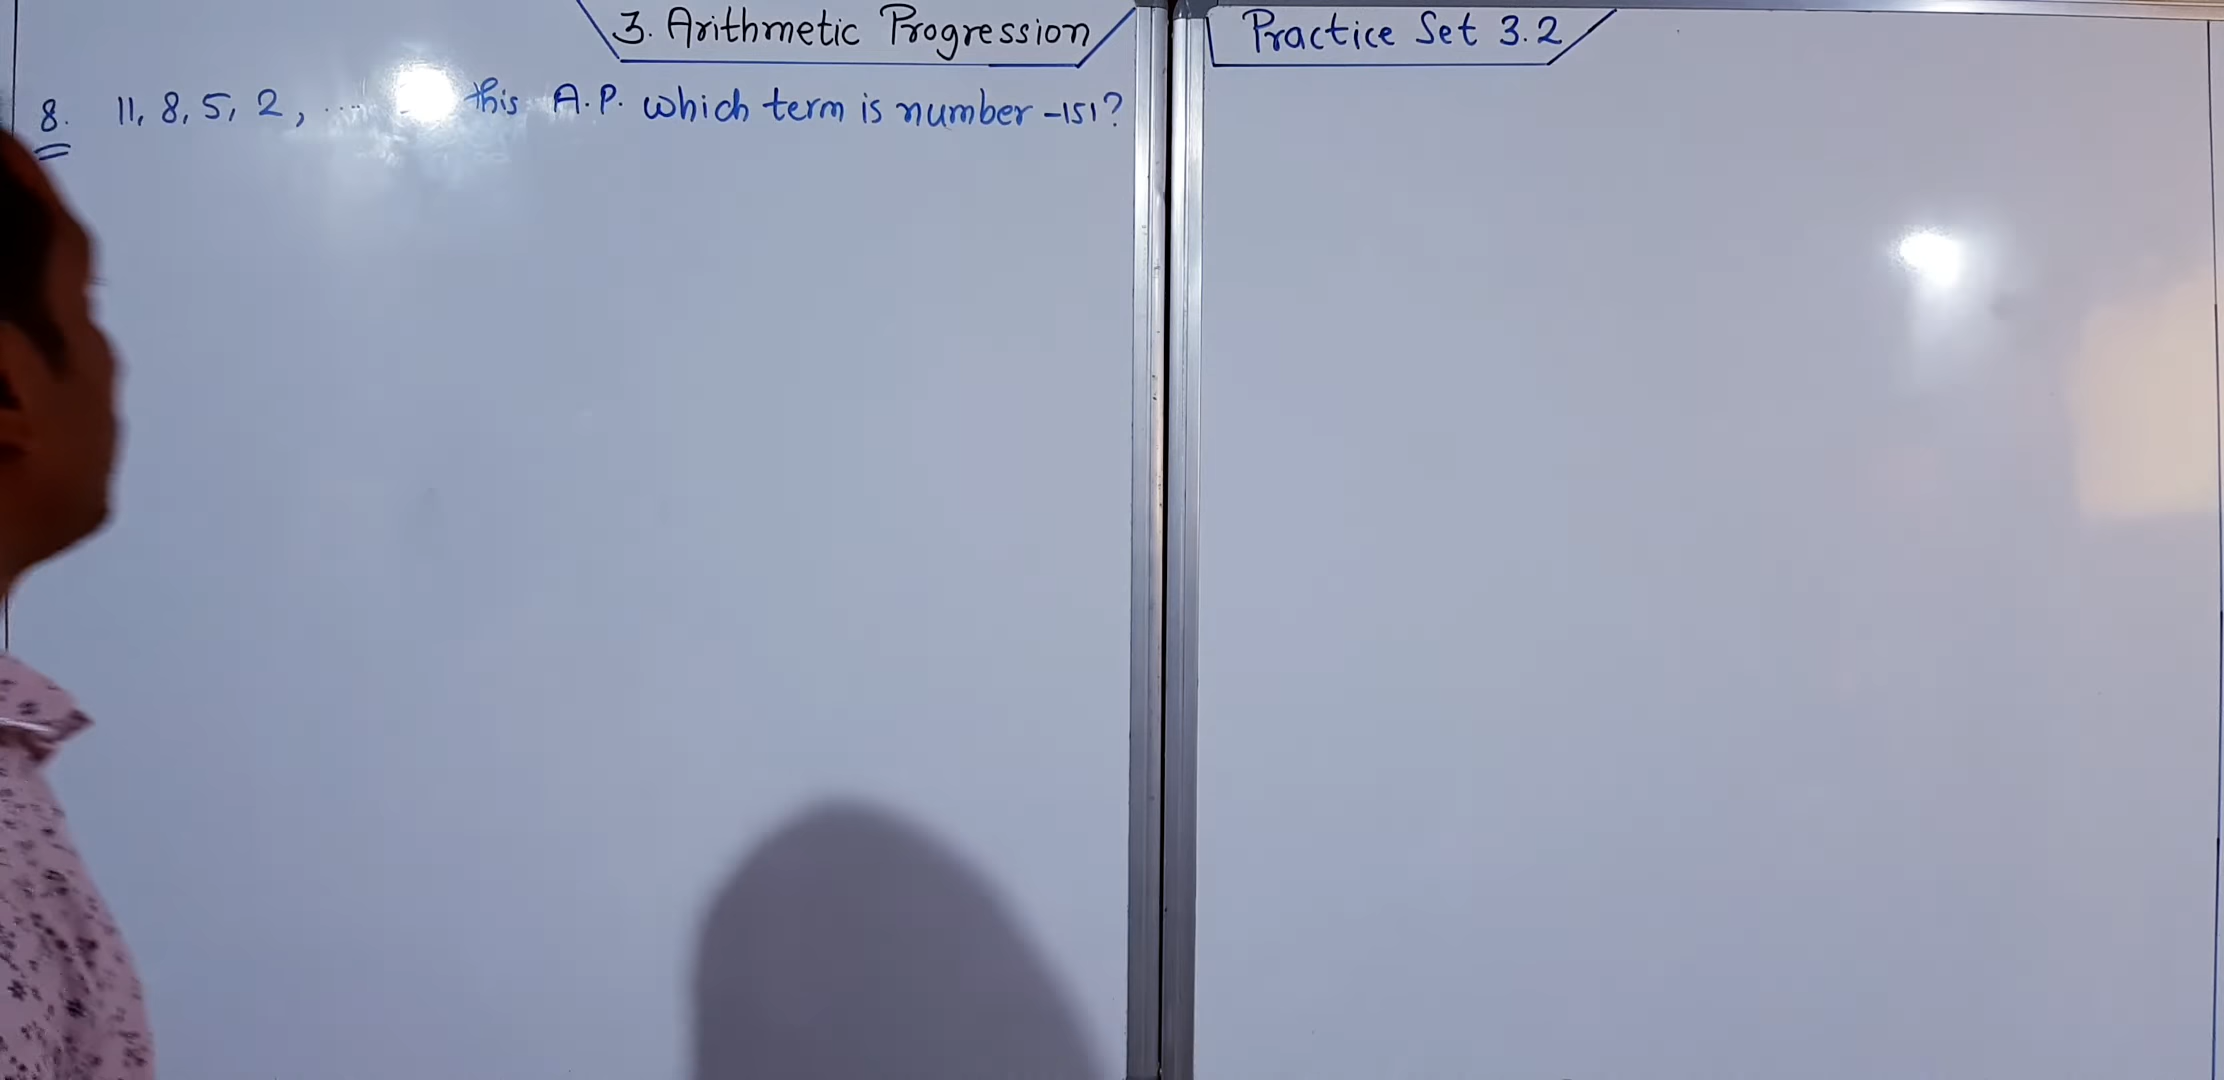 3. Arithmetic Progression
Practice Set 3.2
8. 11, 8, 5, 2, .... this A.P. which term is number -151?